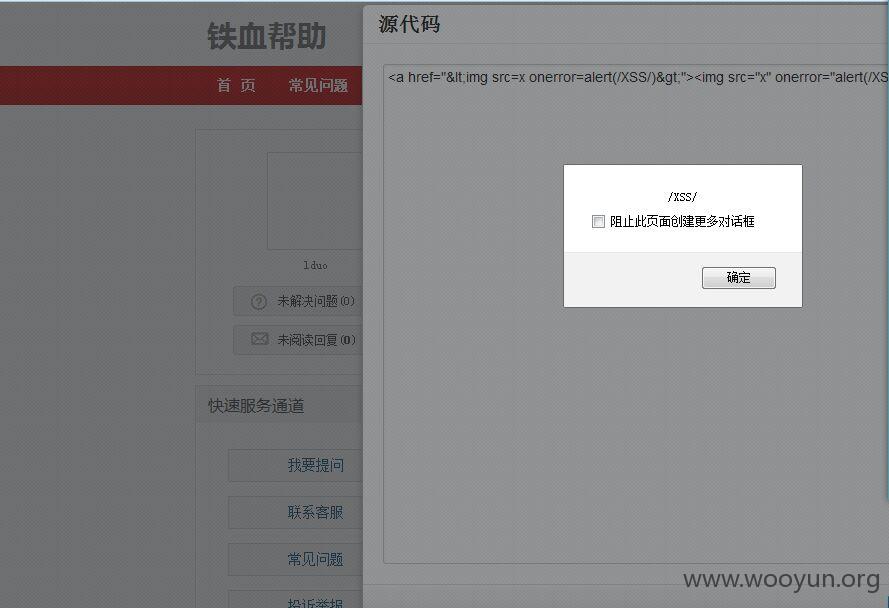 铁血帮助
首 页 常见问题
lduo
未解决问题(0)
未阅读回复(0)
快速服务通道
我要提问
联系客服
常见问题
投诉举报
源代码
<a href="&lt;img src=x onerror=alert(/XSS/)&gt;"><img src="x" onerror="alert(/XS
/XSS/
阻止此页面创建更多对话框
确定
www.wooyun.org